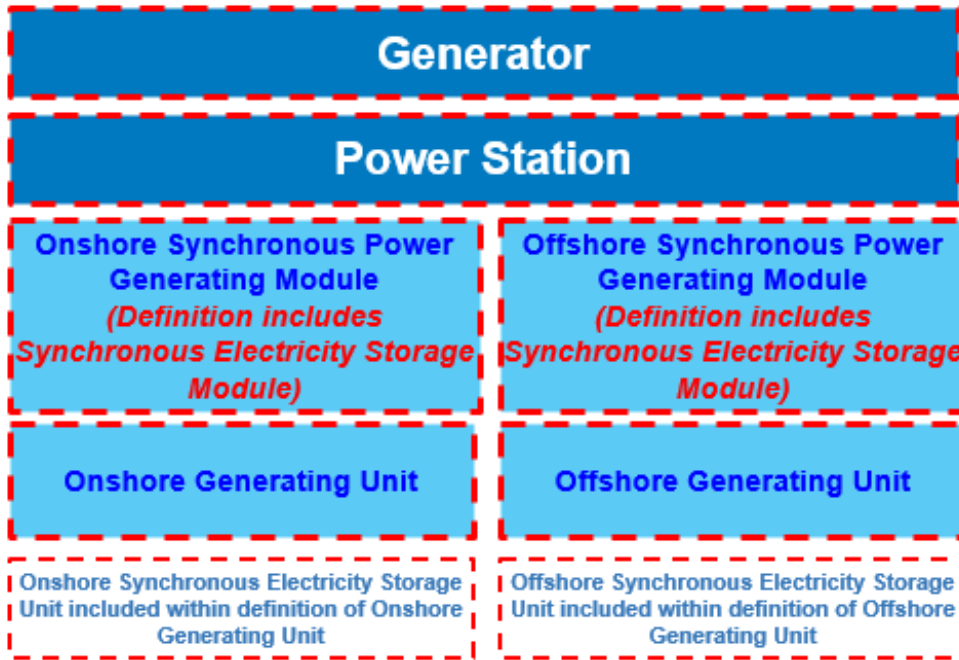 Generator
Power Station
Onshore Synchronous Power
Generating Module
(Definition includes
Synchronous Electricity Storage
Module)
Offshore Synchronous Power
Generating Module
(Definition includes
Synchronous Electricity Storage
Module)
Onshore Generating Unit
Offshore Generating Unit
Onshore Synchronous Electricity Storage
Unit included within definition of Onshore
Generating Unit
Offshore Synchronous Electricity Storage
Unit included within definition of Offshore
Generating Unit